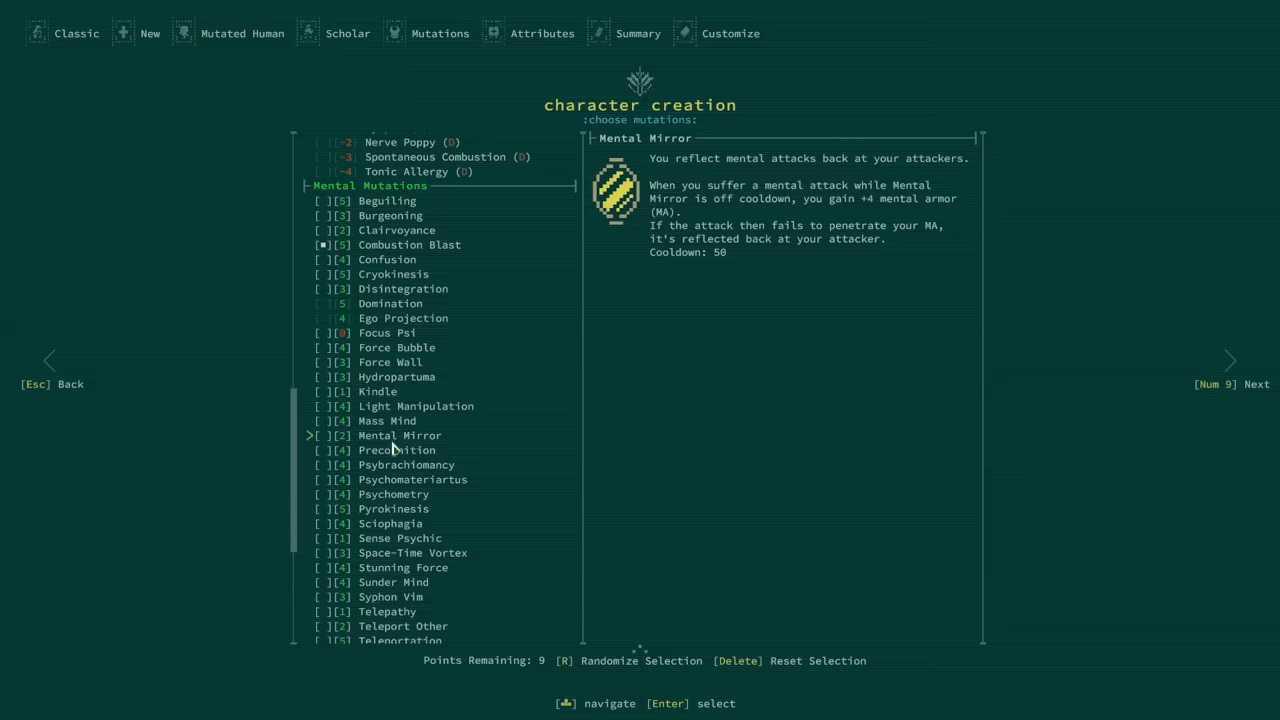 Classic New Mutated Human Scholar Mutations Attributes Summary Customize
character creation
:choose mutations:
[-2] Nerve Poppy (D)
[-3] Spontaneous Combustion (D)
[-4] Tonic Allergy (D)
Mental Mutations
[ ][5] Beguiling
[ ][3] Burgeoning
[ ][2] Clairvoyance
[■][5] Combustion Blast
[ ][4] Confusion
[ ][5] Cryokinesis
[ ][3] Disintegration
5 Domination
4 Ego Projection
[ ][0] Focus Psi
[ ][4] Force Bubble
[ ][3] Force Wall
[ ][3] Hydropartuma
[ ][1] Kindle
[ ][4] Light Manipulation
[ ][4] Mass Mind
>[ ][2] Mental Mirror
[ ][4] Precognition
[ ][4] Psybrachiomancy
[ ][4] Psychomateriartus
[ ][4] Psychometry
[ ][5] Pyrokinesis
[ ][4] Sciophagia
[ ][1] Sense Psychic
[ ][3] Space-Time Vortex
[ ][4] Stunning Force
[ ][4] Sunder Mind
[ ][3] Syphon Vim
[ ][1] Telepathy
[ ][2] Teleport Other
[ ][5] Teleportation
Mental Mirror
You reflect mental attacks back at your attackers.
When you suffer a mental attack while Mental
Mirror is off cooldown, you gain +4 mental armor
(MA).
If the attack then fails to penetrate your MA,
it's reflected back at your attacker.
Cooldown: 50
[Esc] Back
[Num 9] Next
Points Remaining: 9 [R] Randomize Selection [Delete] Reset Selection
navigate [Enter] select